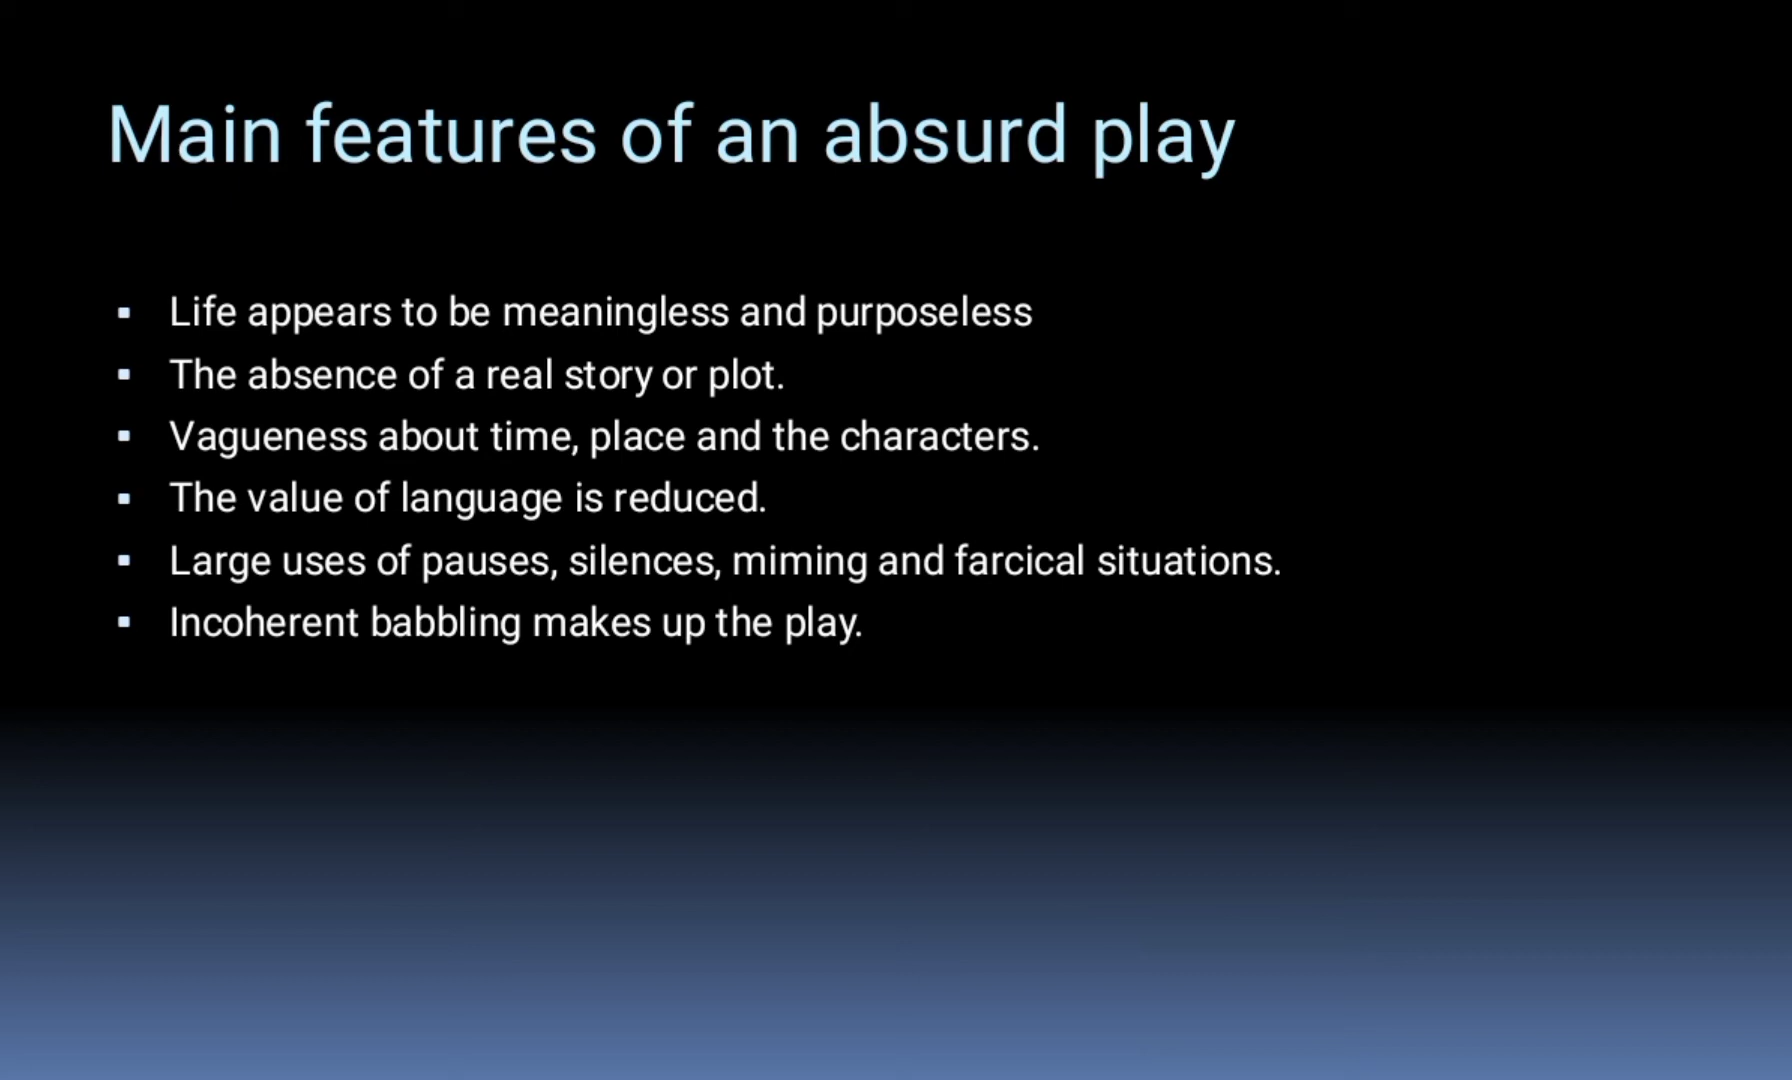 Main features of an absurd play
▪ Life appears to be meaningless and purposeless
▪ The absence of a real story or plot.
▪ Vagueness about time, place and the characters.
▪ The value of language is reduced.
▪ Large uses of pauses, silences, miming and farcical situations.
▪ Incoherent babbling makes up the play.